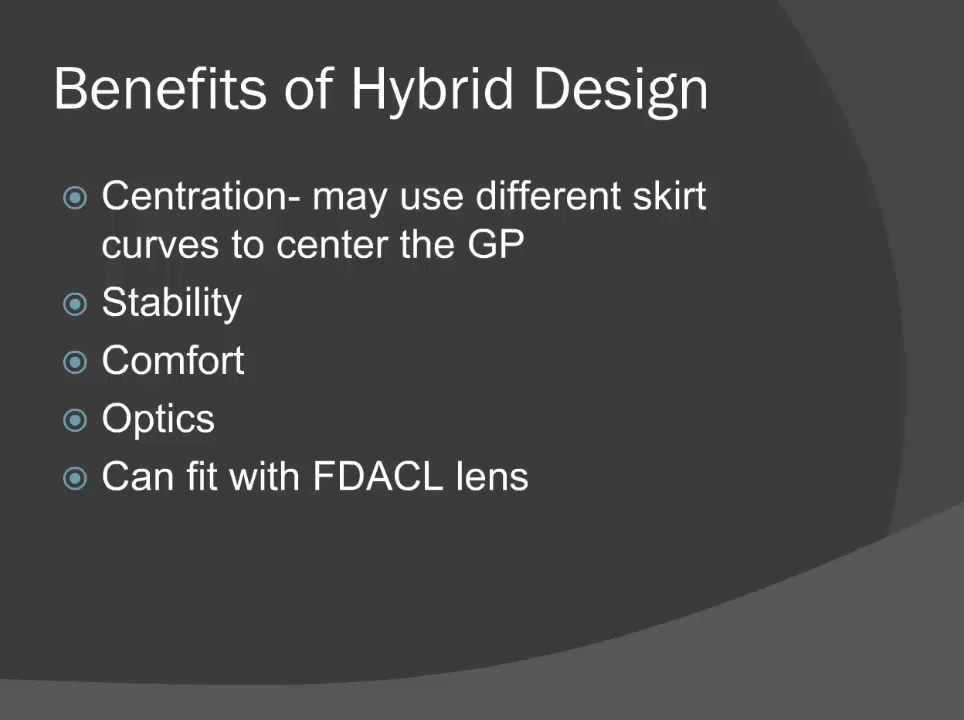 Benefits of Hybrid Design
Centration- may use different skirt
curves to center the GP
Stability
Comfort
Optics
Can fit with FDACL lens